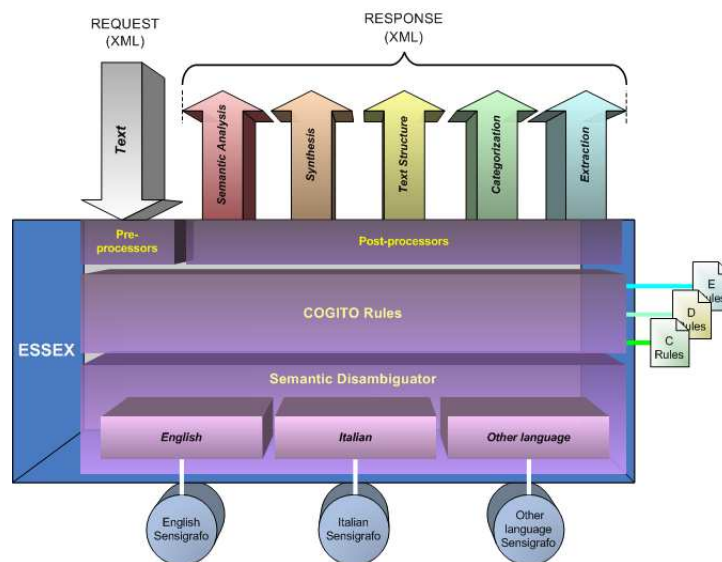 REQUEST
(XML)
RESPONSE
(XML)
Text
Semantic Analysis
Synthesis
Text Structure
Categorization
Extraction
Pre-
processors
Post-processors
COGITO Rules
ESSEX
E
Rules
D
Rules
C
Rules
Semantic Disambiguator
English
Italian
Other language
English
Sensigrafo
Italian
Sensigrafo
Other
language
Sensigrafo